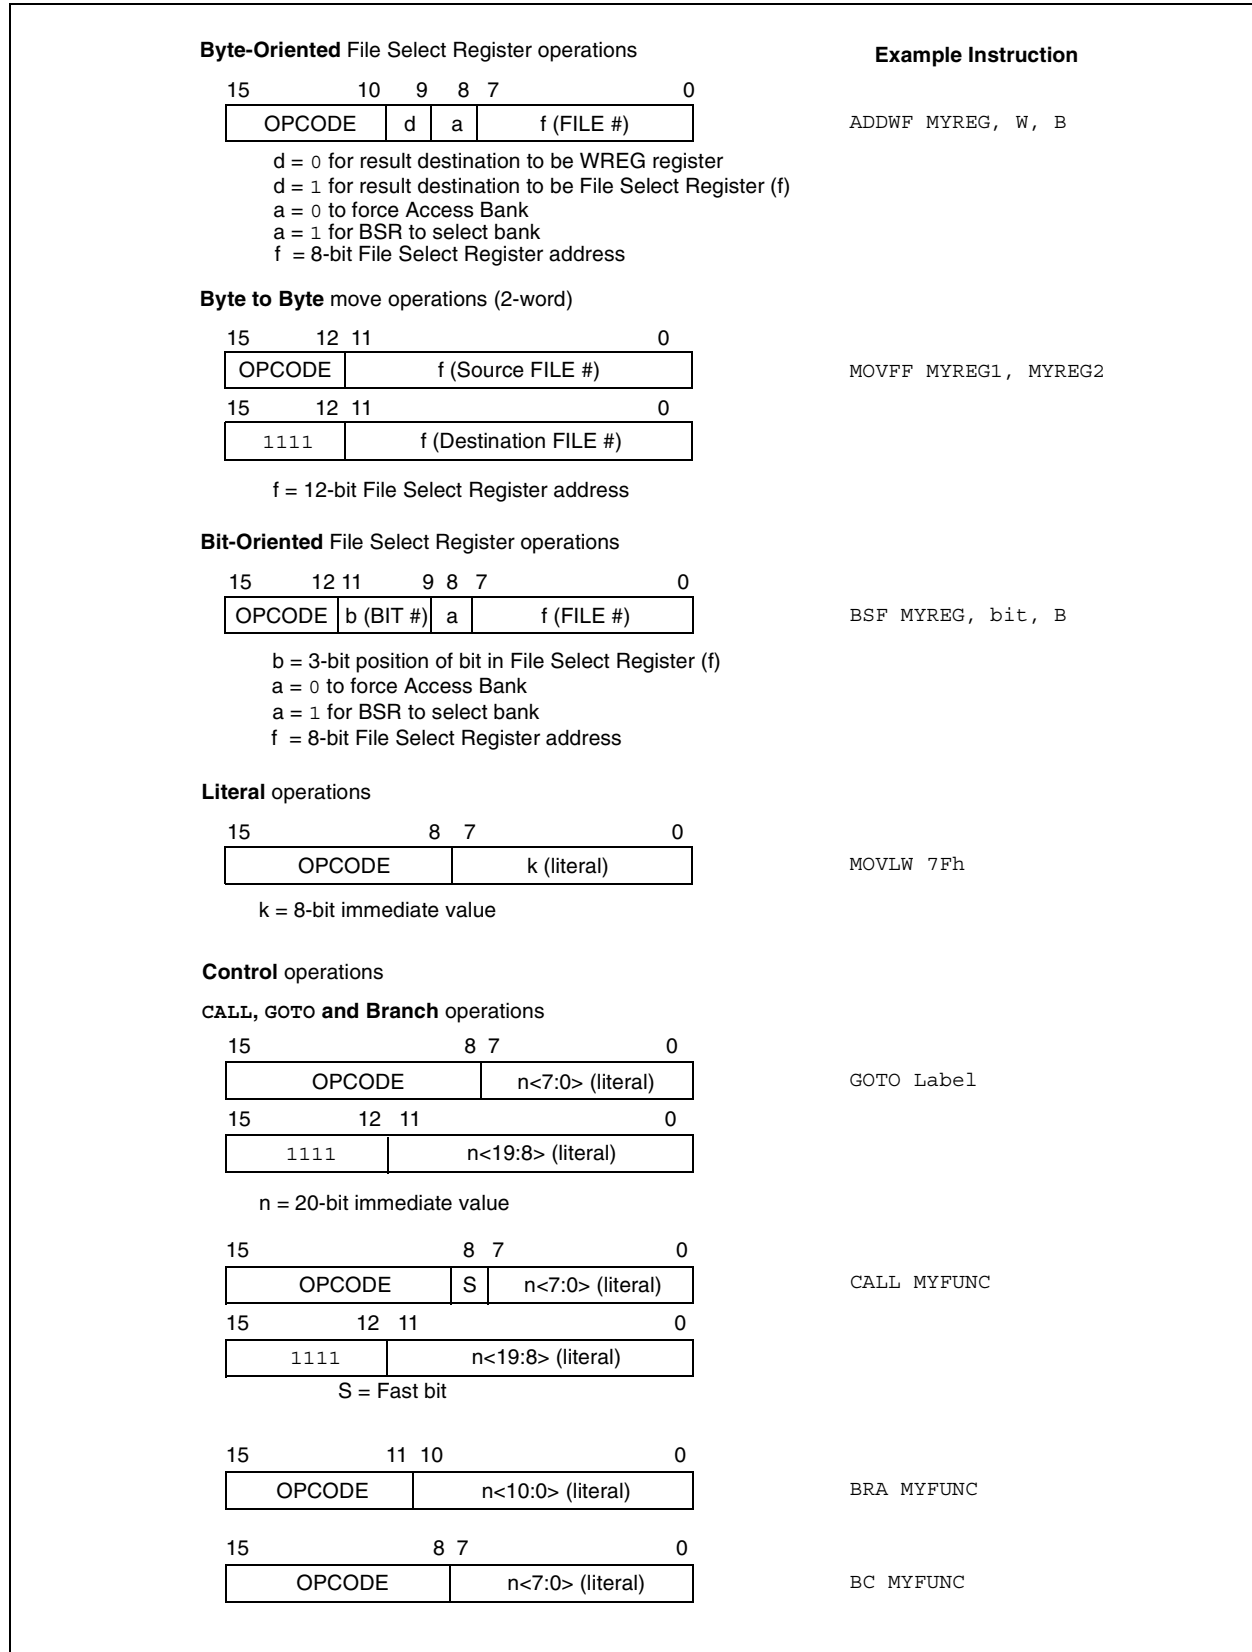 Byte-Oriented File Select Register operations Example Instruction
15 10 9 8 7 0
OPCODE d a f (FILE #) ADDWF MYREG, W, B
d = 0 for result destination to be WREG register
d = 1 for result destination to be File Select Register (f)
a = 0 to force Access Bank
a = 1 for BSR to select bank
f = 8-bit File Select Register address
Byte to Byte move operations (2-word)
15 12 11 0
OPCODE f (Source FILE #) MOVFF MYREG1, MYREG2
15 12 11 0
1111 f (Destination FILE #)
f = 12-bit File Select Register address
Bit-Oriented File Select Register operations
15 12 11 9 8 7 0
OPCODE b (BIT #) a f (FILE #) BSF MYREG, bit, B
b = 3-bit position of bit in File Select Register (f)
a = 0 to force Access Bank
a = 1 for BSR to select bank
f = 8-bit File Select Register address
Literal operations
15 8 7 0
OPCODE k (literal) MOVLW 7Fh
k = 8-bit immediate value
Control operations
CALL, GOTO and Branch operations
15 8 7 0
OPCODE n<7:0> (literal) GOTO Label
15 12 11 0
1111 n<19:8> (literal)
n = 20-bit immediate value
15 8 7 0
OPCODE S n<7:0> (literal) CALL MYFUNC
15 12 11 0
1111 n<19:8> (literal)
S = Fast bit
15 11 10 0
OPCODE n<10:0> (literal) BRA MYFUNC
15 8 7 0
OPCODE n<7:0> (literal) BC MYFUNC